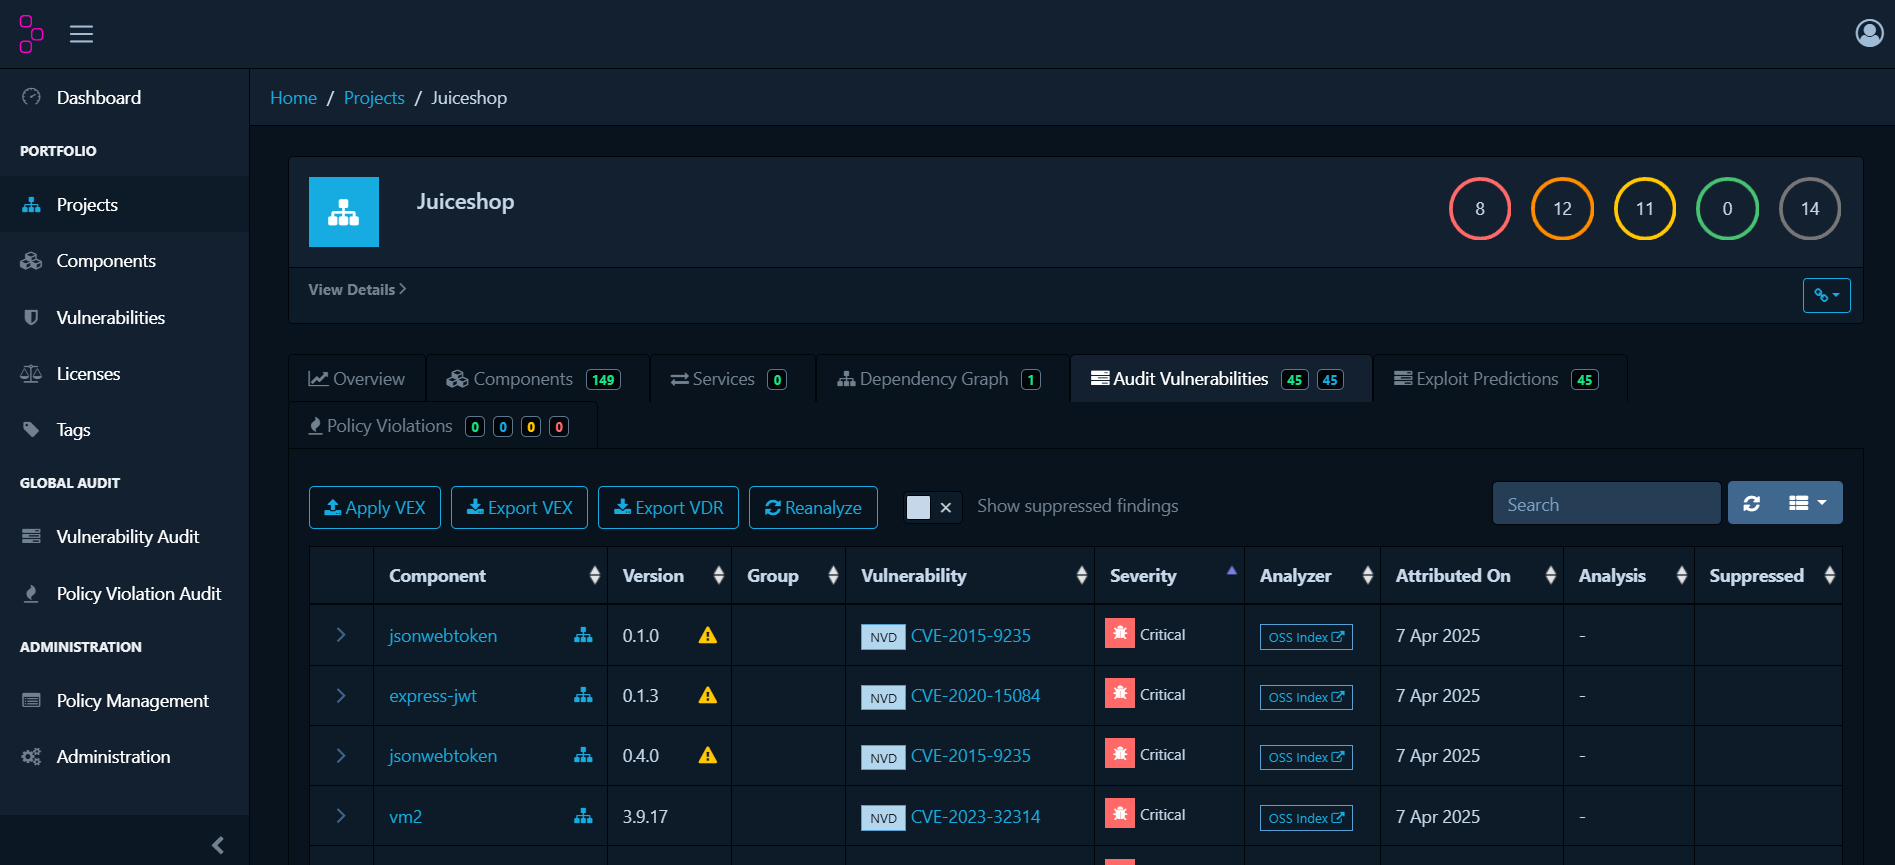 Home / Projects / Juiceshop
Dashboard
PORTFOLIO
Projects
Components
Vulnerabilities
Licenses
Tags
GLOBAL AUDIT
Vulnerability Audit
Policy Violation Audit
ADMINISTRATION
Policy Management
Administration
Juiceshop
8 12 11 0 14
View Details
Overview Components 149 Services 0 Dependency Graph 1 Audit Vulnerabilities 45 45 Exploit Predictions 45
Policy Violations 0 0 0 0
Apply VEX Export VEX Export VDR Reanalyze Show suppressed findings Search
Component Version Group Vulnerability Severity Analyzer Attributed On Analysis Suppressed
jsonwebtoken 0.1.0 NVD CVE-2015-9235 Critical OSS Index 7 Apr 2025 -
express-jwt 0.1.3 NVD CVE-2020-15084 Critical OSS Index 7 Apr 2025 -
jsonwebtoken 0.4.0 NVD CVE-2015-9235 Critical OSS Index 7 Apr 2025 -
vm2 3.9.17 NVD CVE-2023-32314 Critical OSS Index 7 Apr 2025 -